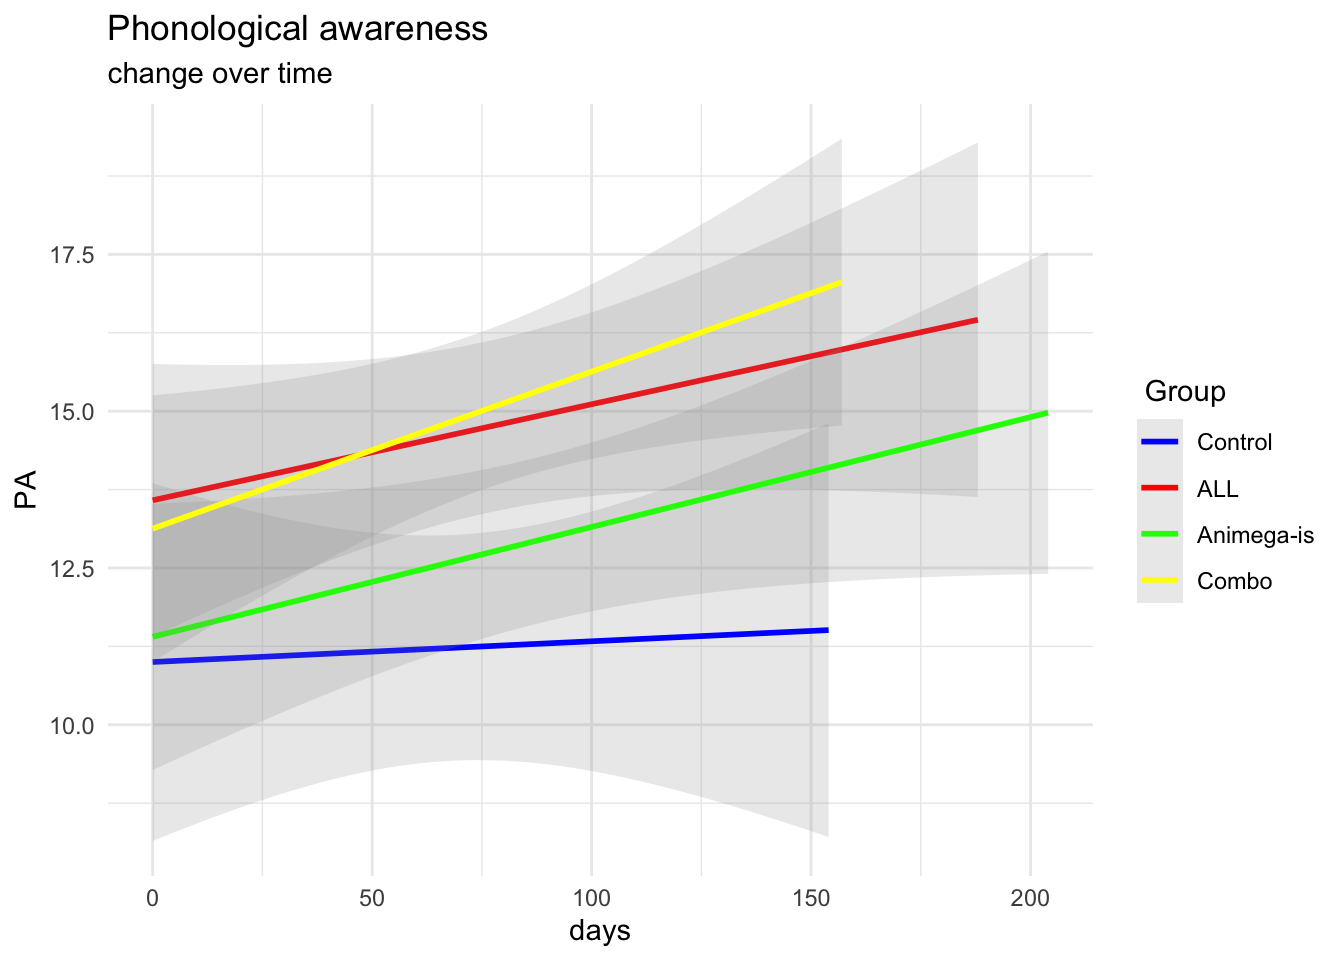 Phonological awareness
change over time
PA
17.5
15.0
12.5
10.0
0 50 100 150 200
days
Group
Control
ALL
Animega-is
Combo